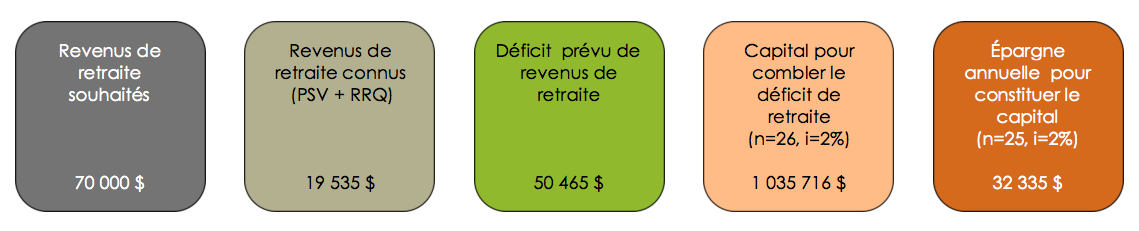 Revenus de
retraite
souhaités
70 000 $
Revenus de
retraite connus
(PSV + RRQ)
19 535 $
Déficit  prévu de
revenus de
retraite
50 465 $
Capital pour
combler le
déficit de
retraite
(n=26, i=2%)
1 035 716 $
Épargne
annuelle  pour
constituer le
capital
(n=25, i=2%)
32 335 $